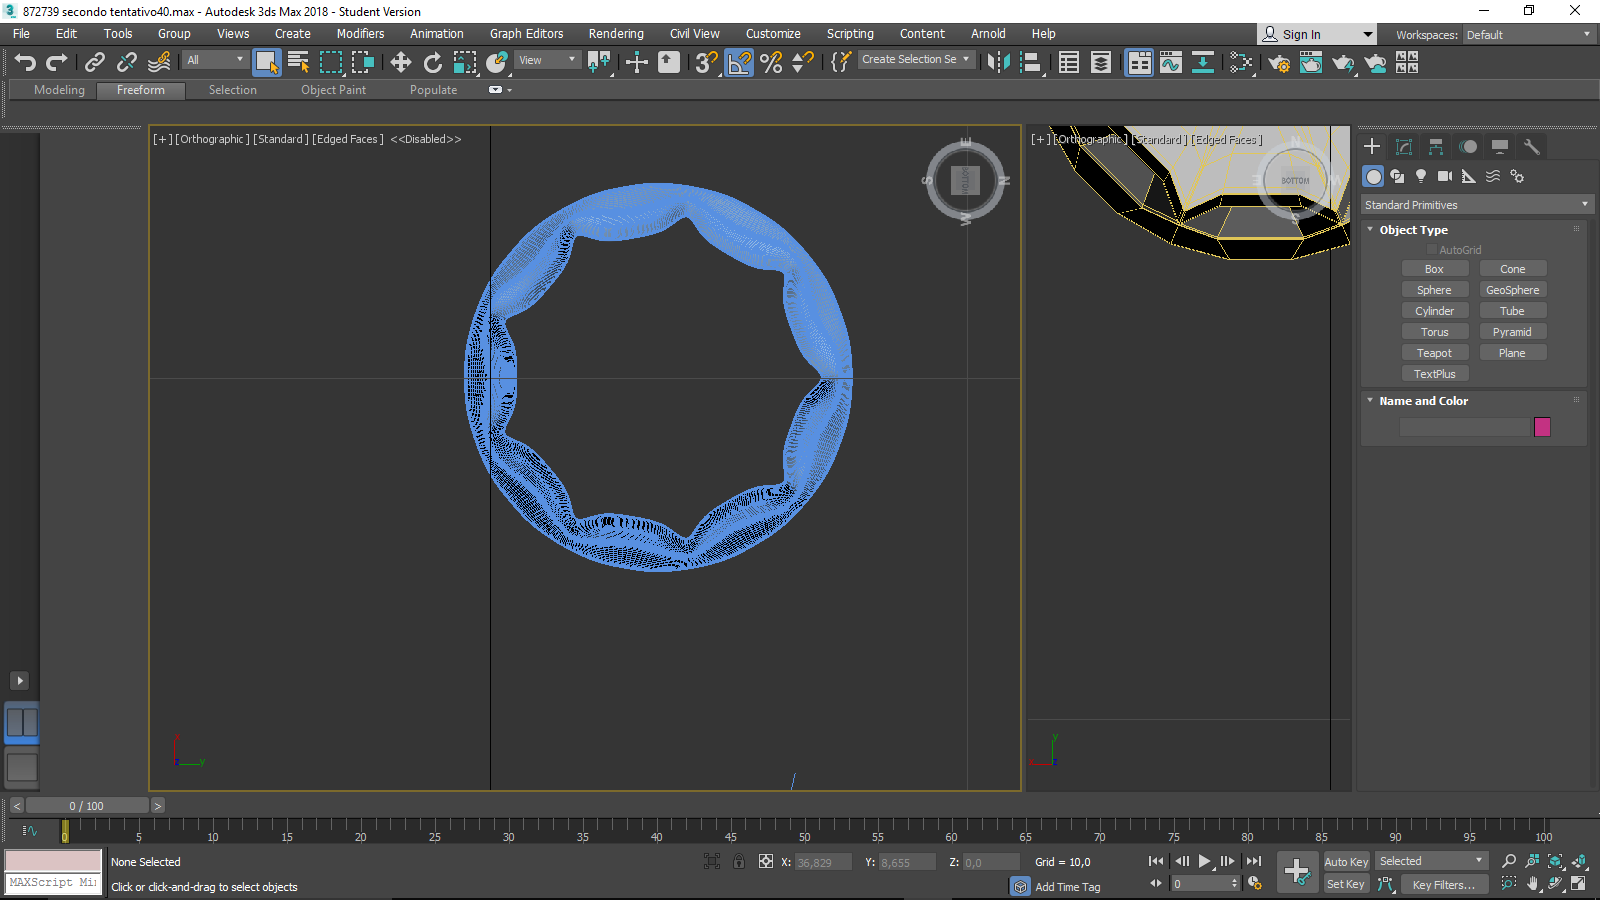 872739 secondo tentativo40.max - Autodesk 3ds Max 2018 - Student Version
File Edit Tools Group Views Create Modifiers Animation Graph Editors Rendering Civil View Customize Scripting Content Arnold Help Sign In Workspaces: Default
All View Create Selection Se
Modeling Freeform Selection Object Paint Populate
[+] [Orthographic] [Standard] [Edged Faces] <<Disabled>>
[+] [Orthographic] [Standard] [Edged Faces]
E
S BOTTOM N
W
N
E BOTTOM W
S
Standard Primitives
Object Type
AutoGrid
Box Cone
Sphere GeoSphere
Cylinder Tube
Torus Pyramid
Teapot Plane
TextPlus
Name and Color
y
y
< 0 / 100 >
0 5 10 15 20 25 30 35 40 45 50 55 60 65 70 75 80 85 90 95 100
None Selected X: 36,829 Y: 8,655 Z: 0,0 Grid = 10,0 Auto Key Selected
MAXScript Mi Click or click-and-drag to select objects Add Time Tag 0 Set Key Key Filters...